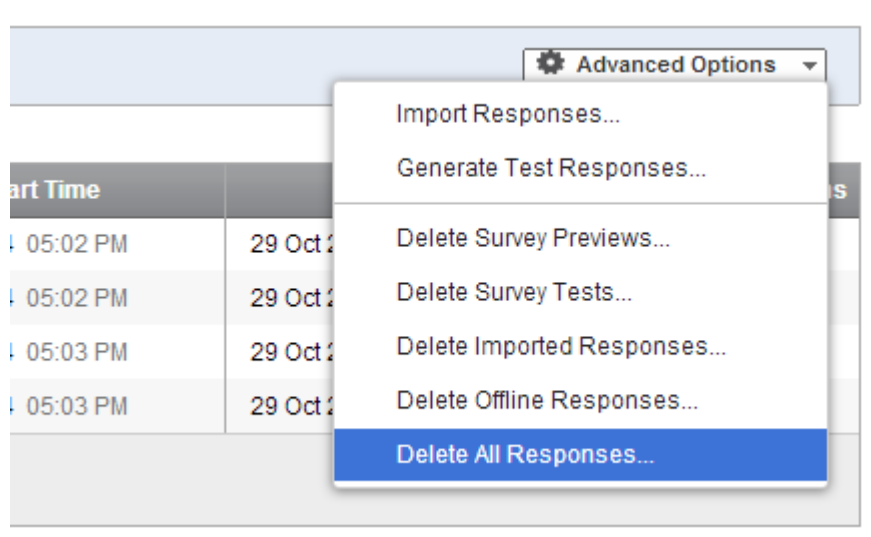 Advanced Options
Import Responses...
Generate Test Responses...
art Time
Delete Survey Previews...
05:02 PM 29 Oct
Delete Survey Tests...
05:02 PM 29 Oct
Delete Imported Responses...
05:03 PM 29 Oct
Delete Offline Responses...
05:03 PM 29 Oct
Delete All Responses...